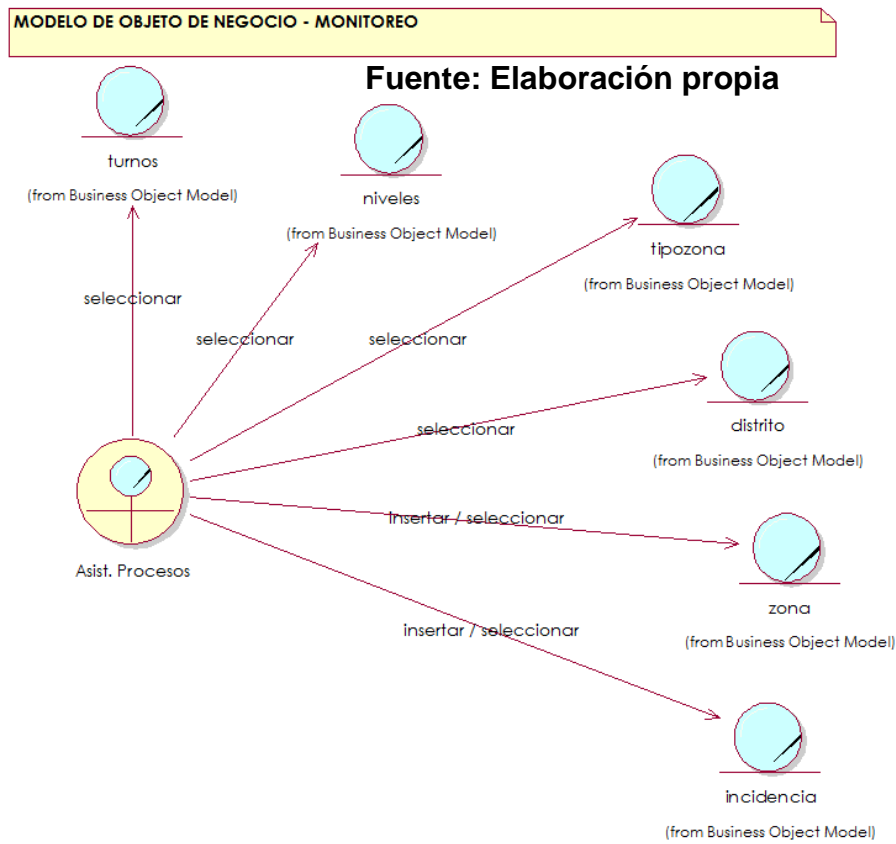 MODELO DE OBJETO DE NEGOCIO - MONITOREO
Fuente: Elaboración propia
turnos
(from Business Object Model)
niveles
(from Business Object Model)
tipozona
(from Business Object Model)
seleccionar
seleccionar
seleccionar
distrito
(from Business Object Model)
seleccionar
Asist. Procesos
insertar / seleccionar
zona
(from Business Object Model)
insertar / seleccionar
incidencia
(from Business Object Model)